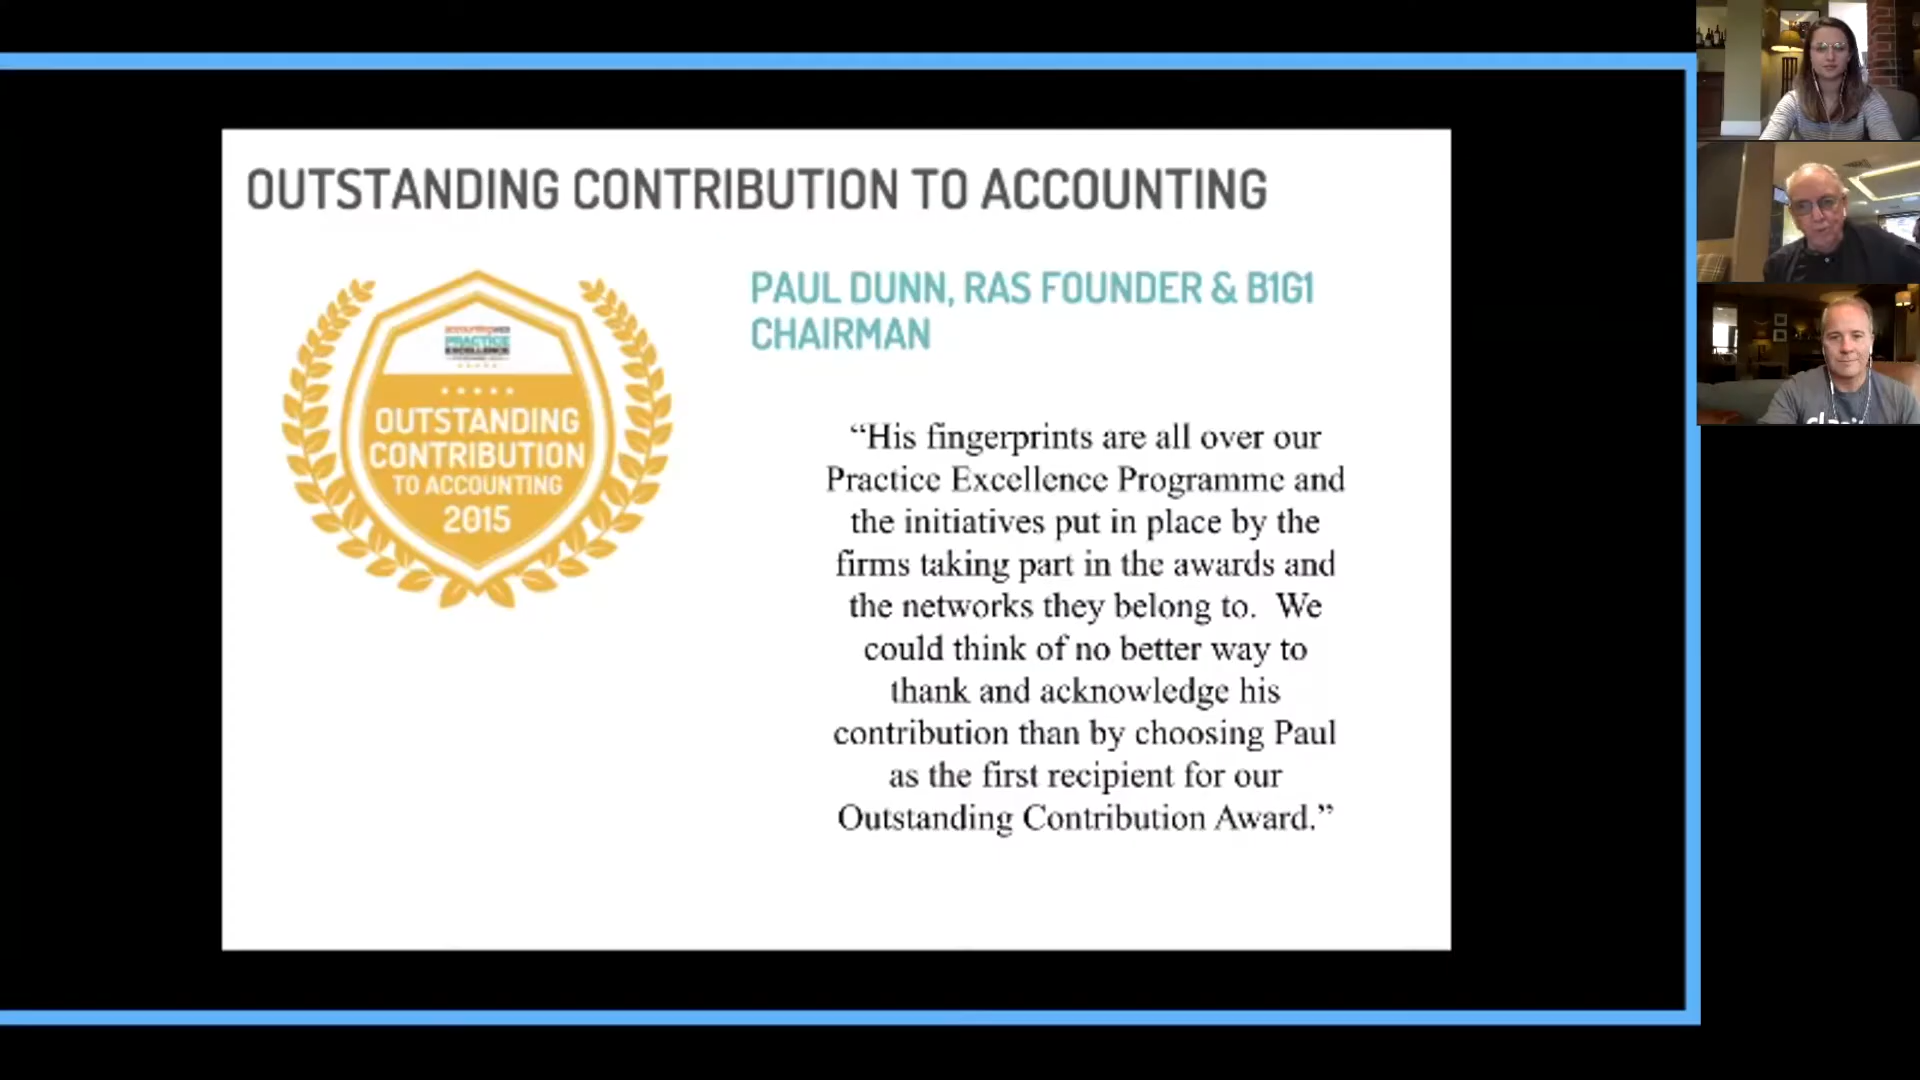 OUTSTANDING CONTRIBUTION TO ACCOUNTING
accountingWEB
PRACTICE
EXCELLENCE
OUTSTANDING
CONTRIBUTION
TO ACCOUNTING
2015
PAUL DUNN, RAS FOUNDER & B1G1
CHAIRMAN
“His fingerprints are all over our
Practice Excellence Programme and
the initiatives put in place by the
firms taking part in the awards and
the networks they belong to. We
could think of no better way to
thank and acknowledge his
contribution than by choosing Paul
as the first recipient for our
Outstanding Contribution Award.”